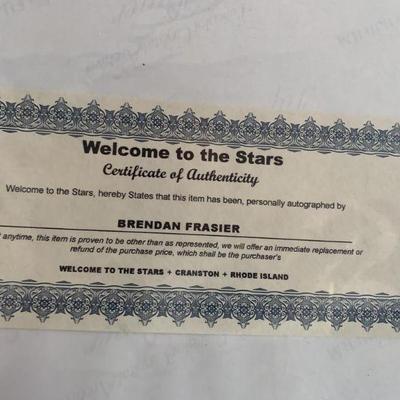 Welcome to the Stars
Certificate of Authenticity
Welcome to the Stars, hereby States that this item has been, personally autographed by
BRENDAN FRASIER
anytime, this item is proven to be other than as represented, we will offer an immediate replacement or
refund of the purchase price, which shall be the purchaser's
WELCOME TO THE STARS + CRANSTON + RHODE ISLAND